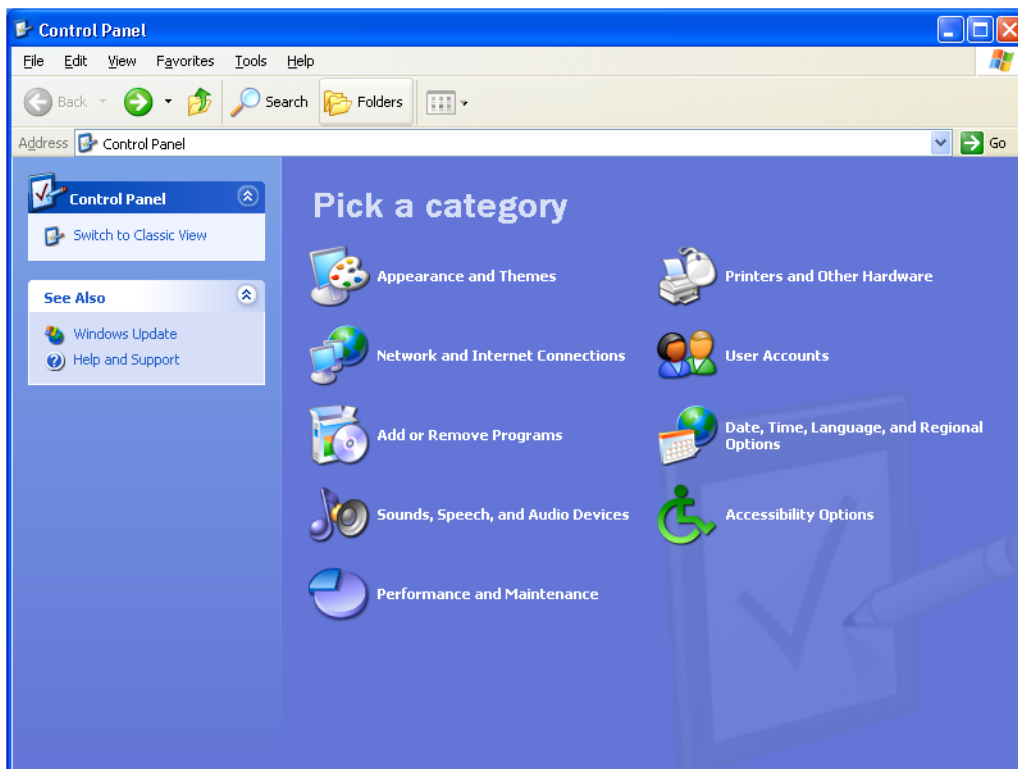 Control Panel
File Edit View Favorites Tools Help
Back Search Folders
Address Control Panel Go
Control Panel
Switch to Classic View
See Also
Windows Update
Help and Support
Pick a category
Appearance and Themes
Printers and Other Hardware
Network and Internet Connections
User Accounts
Add or Remove Programs
Date, Time, Language, and Regional
Options
Sounds, Speech, and Audio Devices
Accessibility Options
Performance and Maintenance